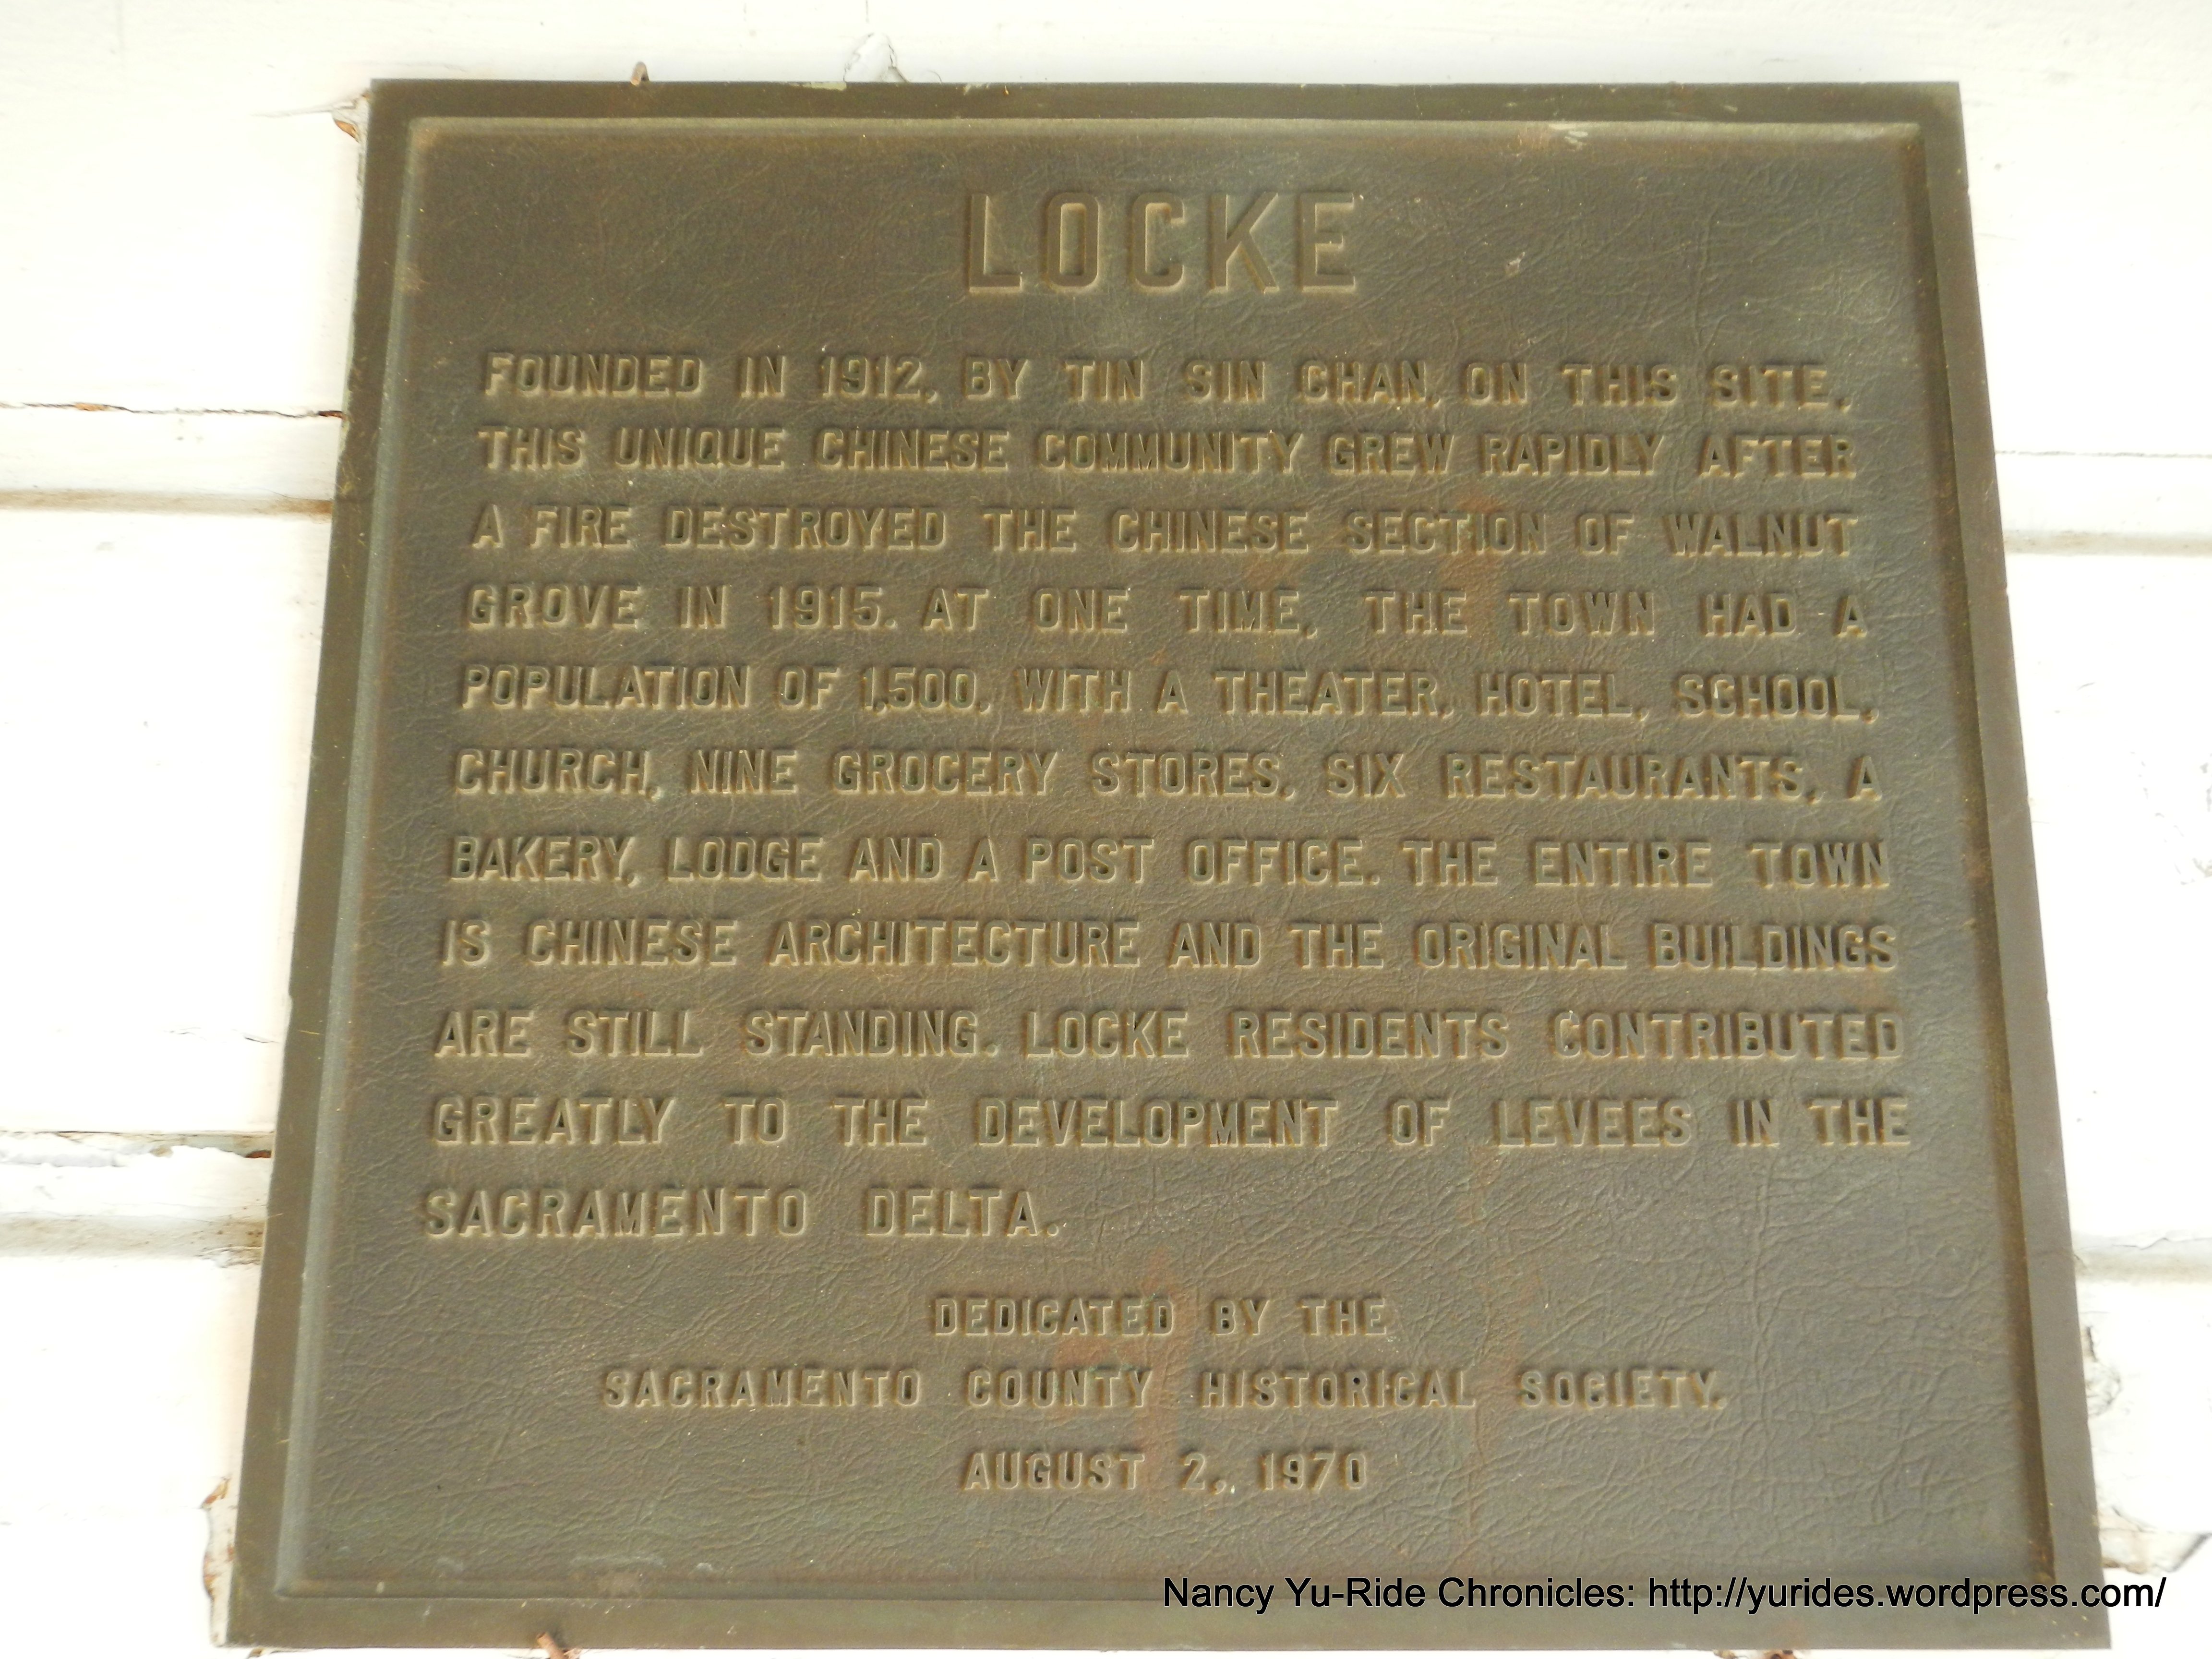 LOCKE
FOUNDED IN 1912, BY TIN SIN CHAN, ON THIS SITE,
THIS UNIQUE CHINESE COMMUNITY GREW RAPIDLY AFTER
A FIRE DESTROYED THE CHINESE SECTION OF WALNUT
GROVE IN 1915. AT ONE TIME, THE TOWN HAD A
POPULATION OF 1,500, WITH A THEATER, HOTEL, SCHOOL,
CHURCH, NINE GROCERY STORES, SIX RESTAURANTS, A
BAKERY, LODGE AND A POST OFFICE. THE ENTIRE TOWN
IS CHINESE ARCHITECTURE AND THE ORIGINAL BUILDINGS
ARE STILL STANDING. LOCKE RESIDENTS CONTRIBUTED
GREATLY TO THE DEVELOPMENT OF LEVEES IN THE
SACRAMENTO DELTA.
DEDICATED BY THE
SACRAMENTO COUNTY HISTORICAL SOCIETY.
AUGUST 2, 1970
Nancy Yu-Ride Chronicles: http://yurides.wordpress.com/